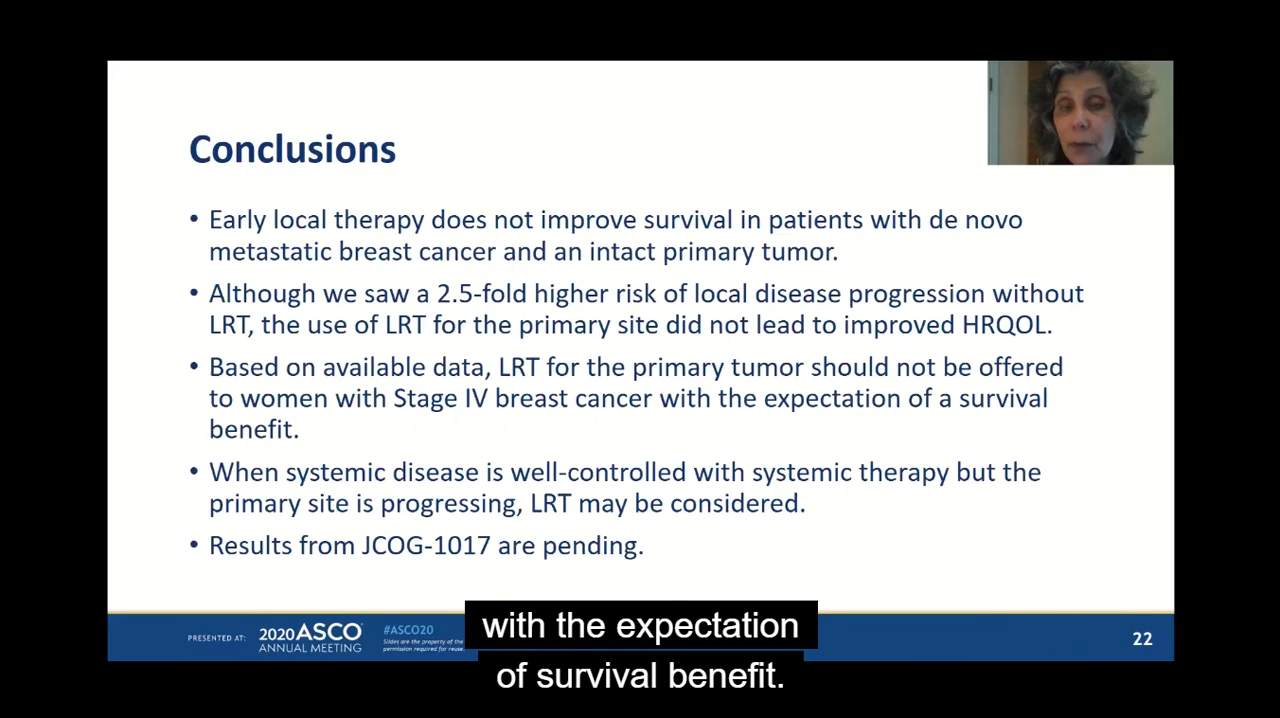 Conclusions
• Early local therapy does not improve survival in patients with de novo
metastatic breast cancer and an intact primary tumor.
• Although we saw a 2.5-fold higher risk of local disease progression without
LRT, the use of LRT for the primary site did not lead to improved HRQOL.
• Based on available data, LRT for the primary tumor should not be offered
to women with Stage IV breast cancer with the expectation of a survival
benefit.
• When systemic disease is well-controlled with systemic therapy but the
primary site is progressing, LRT may be considered.
• Results from JCOG-1017 are pending.
PRESENTED AT:
2020 ASCO
ANNUAL MEETING
#ASCO20
Slides are the property of the
permission required for reuse.
22
with the expectation
of survival benefit.